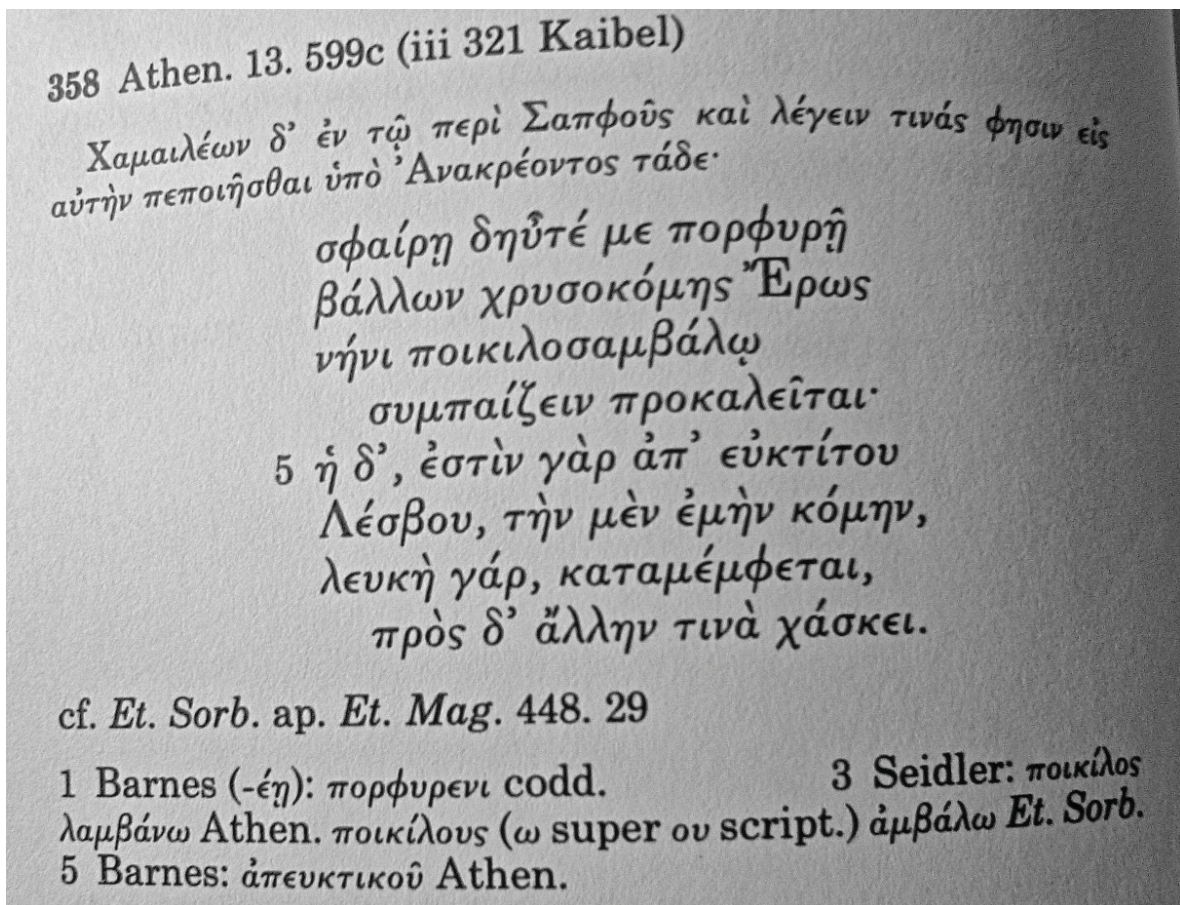 358 Athen. 13. 599c (iii 321 Kaibel)
Χαμαιλέων δ’ ἐν τῷ περὶ Σαπφοῦς καὶ λέγειν τινάς φησιν εἰς
αὐτὴν πεποιῆσθαι ὑπὸ Ἀνακρέοντος τάδε·
σφαίρῃ δηὖτέ με πορφυρῇ
βάλλων χρυσοκόμης Ἔρως
νήνι ποικιλοσαμβάλῳ
συμπαίζειν προκαλεῖται·
5 ἡ δ’, ἐστὶν γὰρ ἀπ’ εὐκτίτου
Λέσβου, τὴν μὲν ἐμὴν κόμην,
λευκὴ γάρ, καταμέμφεται,
πρὸς δ’ ἄλλην τινὰ χάσκει.
cf. Et. Sorb. ap. Et. Mag. 448. 29
1 Barnes (-έῃ): πορφυρενι codd. 3 Seidler: ποικίλος
λαμβάνω Athen. ποικίλους (ω super ου script.) ἀμβάλω Et. Sorb.
5 Barnes: ἀπευκτικοῦ Athen.